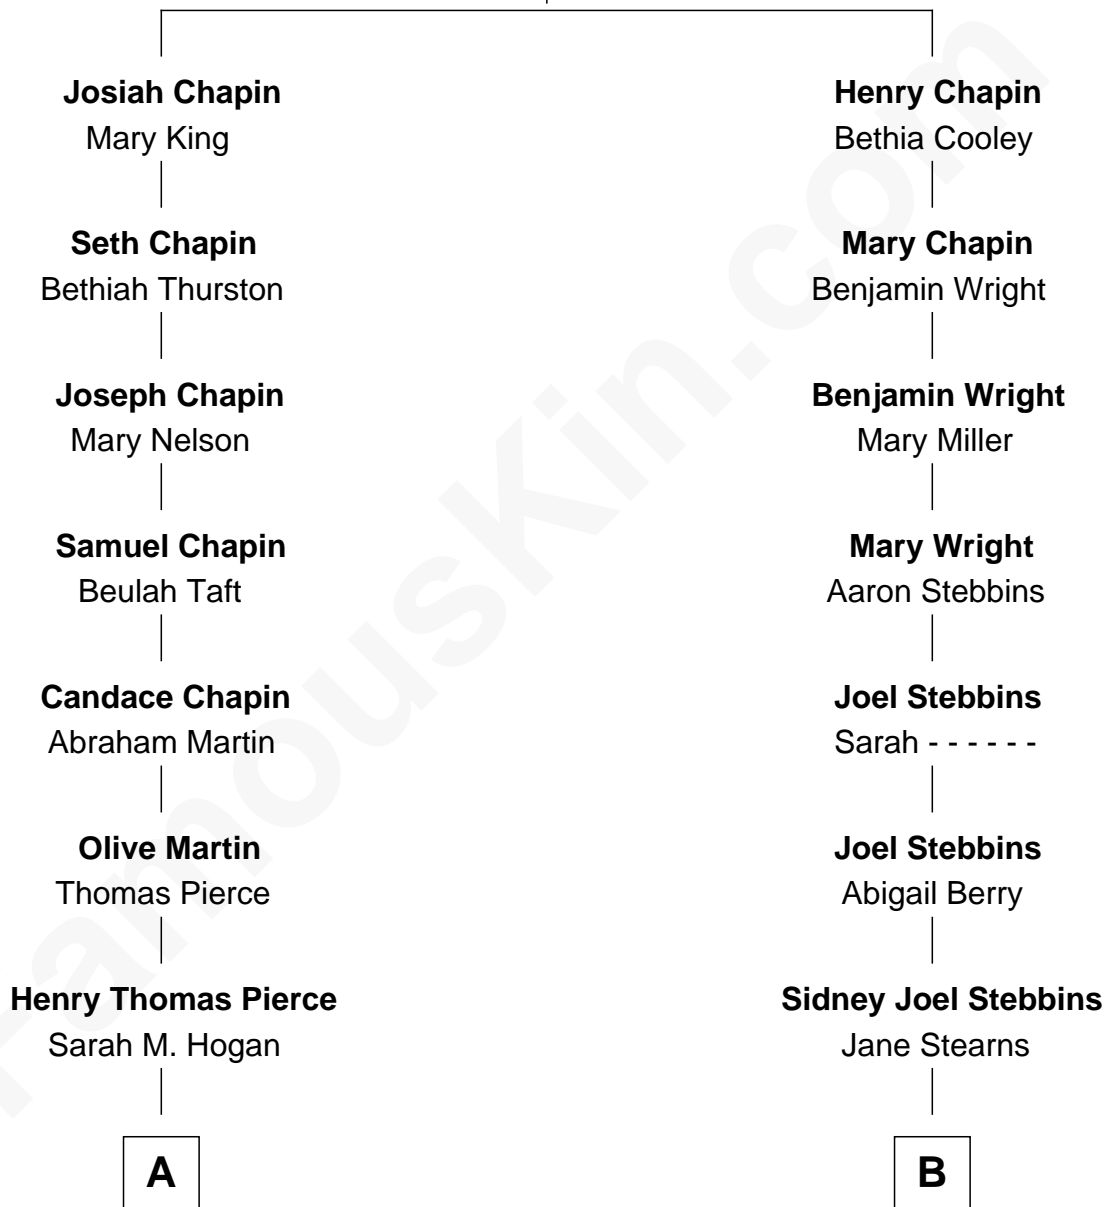 Josiah Chapin
Mary King
Seth Chapin
Bethiah Thurston
Joseph Chapin
Mary Nelson
Samuel Chapin
Beulah Taft
Candace Chapin
Abraham Martin
Olive Martin
Thomas Pierce
Henry Thomas Pierce
Sarah M. Hogan
A
Henry Chapin
Bethia Cooley
Mary Chapin
Benjamin Wright
Benjamin Wright
Mary Miller
Mary Wright
Aaron Stebbins
Joel Stebbins
Sarah - - - - - -
Joel Stebbins
Abigail Berry
Sidney Joel Stebbins
Jane Stearns
B
FamousKin.com